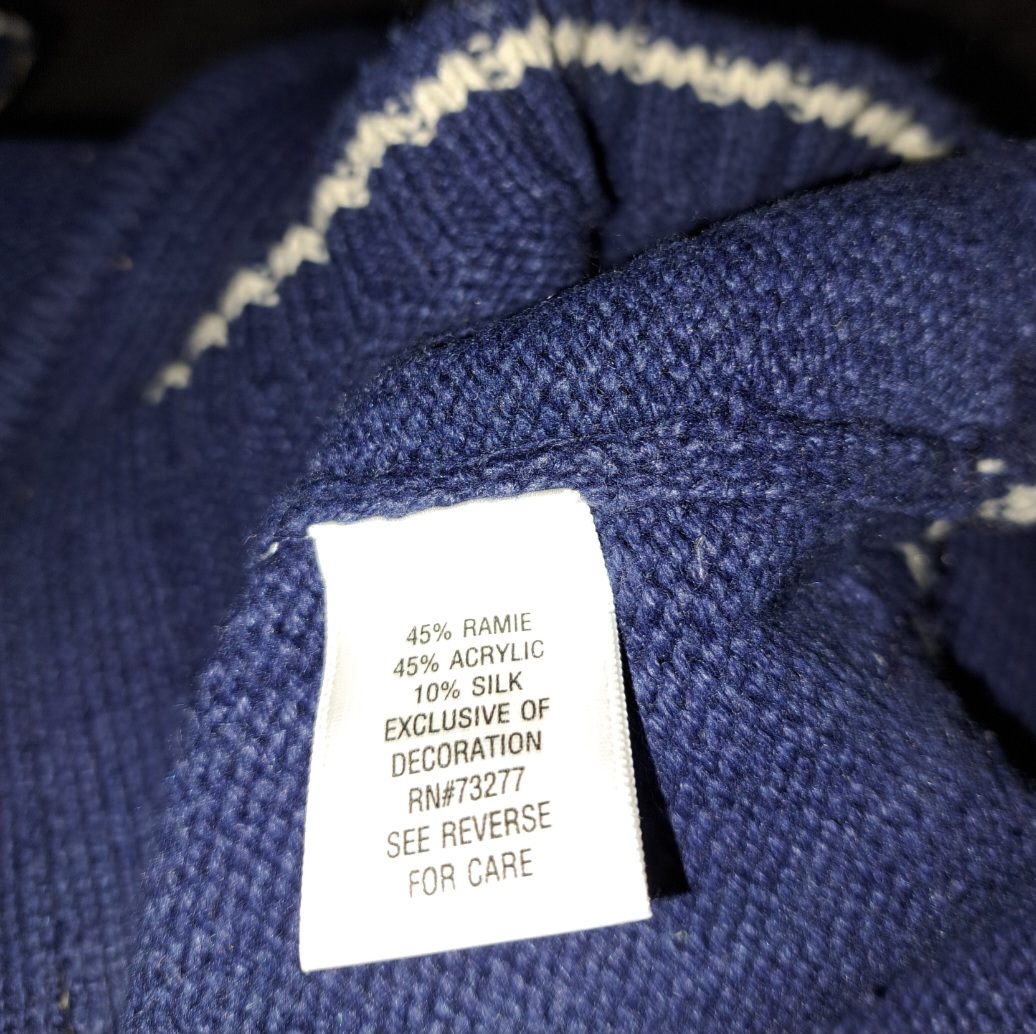 45% RAMIE
45% ACRYLIC
10% SILK
EXCLUSIVE OF
DECORATION
RN#73277
SEE REVERSE
FOR CARE